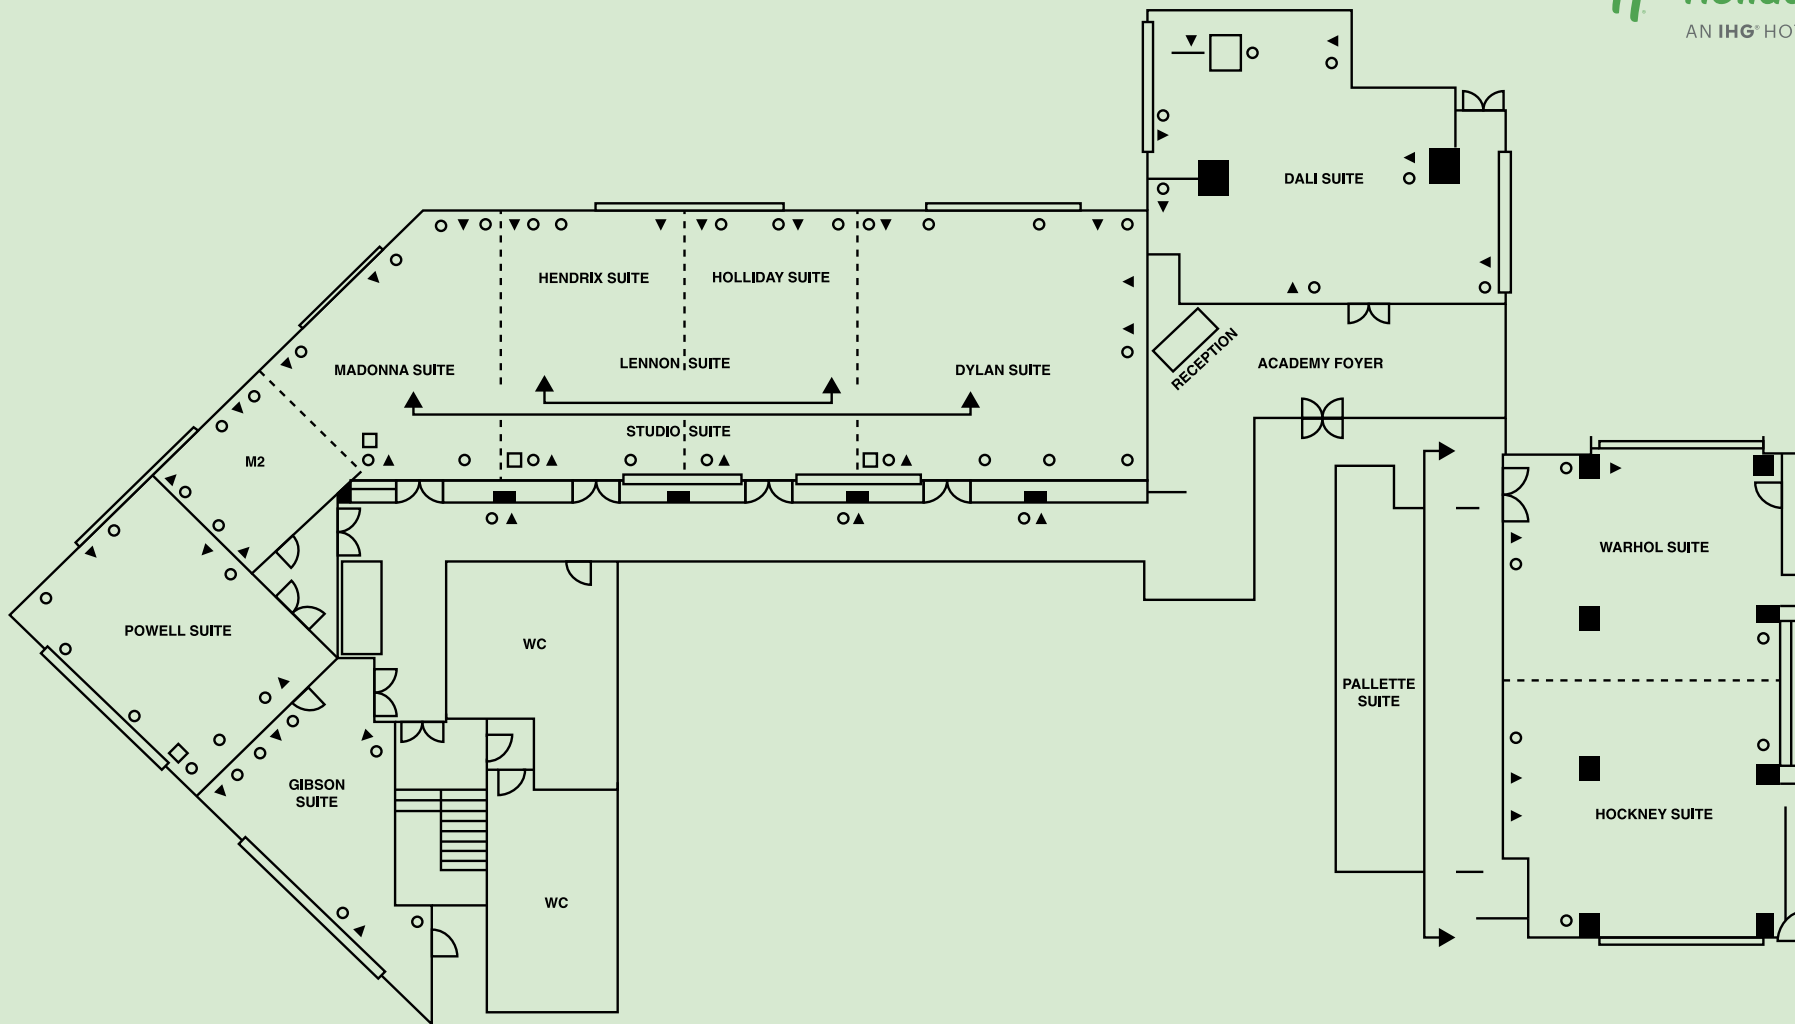 AN IHG® HOT
DALI SUITE
HENDRIX SUITE
HOLLIDAY SUITE
MADONNA SUITE
LENNON SUITE
DYLAN SUITE
RECEPTION
ACADEMY FOYER
STUDIO SUITE
M2
WARHOL SUITE
POWELL SUITE
WC
PALLETTE
SUITE
GIBSON
SUITE
HOCKNEY SUITE
WC